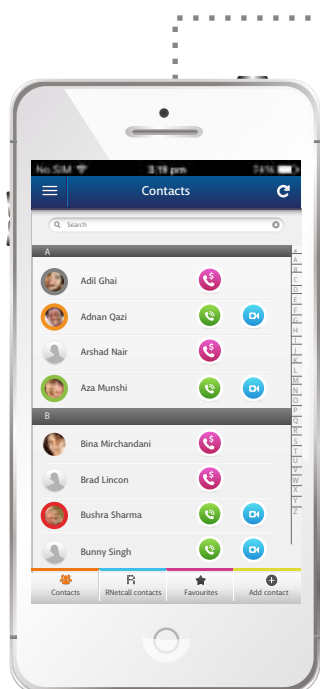 No SIM 3:19 pm 74%
Contacts
Search
A
Adil Ghai
Adnan Qazi
Arshad Nair
Aza Munshi
B
Bina Mirchandani
Brad Lincon
Bushra Sharma
Bunny Singh
#
A
B
C
D
E
F
G
H
I
J
K
L
M
N
O
P
Q
R
S
T
U
V
W
X
Y
Z
Contacts RNetcall contacts Favourites Add contact